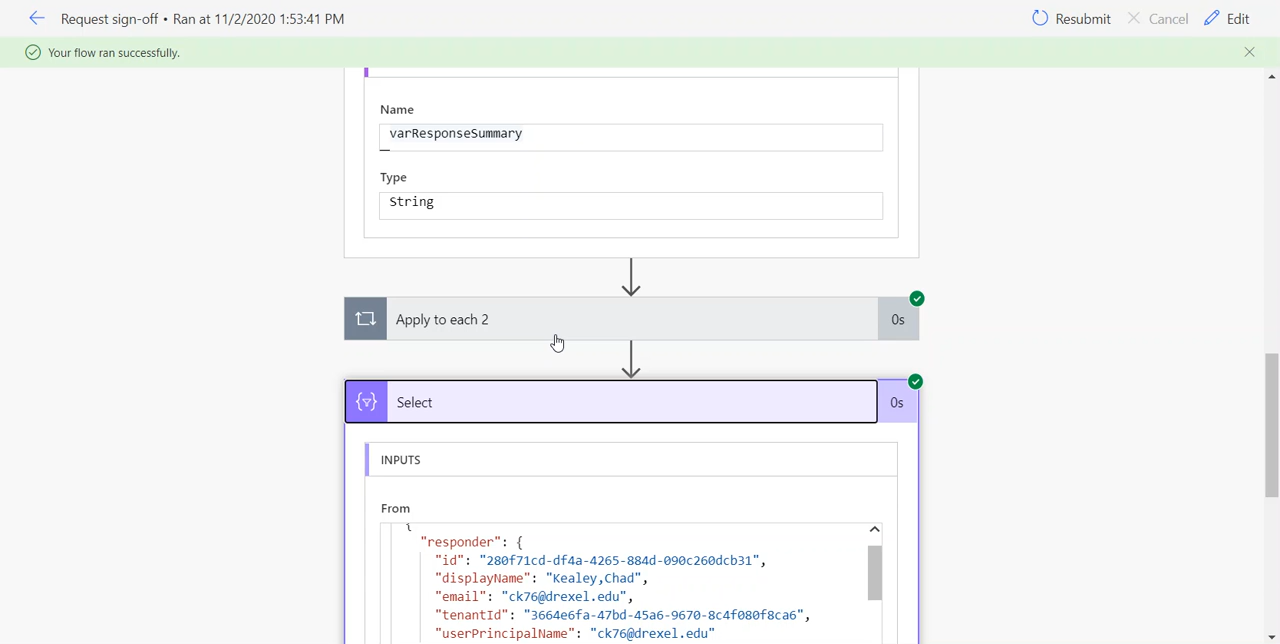 Request sign-off • Ran at 11/2/2020 1:53:41 PM
Resubmit
Cancel
Edit
Your flow ran successfully.
Name
varResponseSummary
Type
String
Apply to each 2
0s
Select
0s
INPUTS
From
{
"responder": {
"id": "280f71cd-df4a-4265-884d-090c260dcb31",
"displayName": "Kealey,Chad",
"email": "ck76@drexel.edu",
"tenantId": "3664e6fa-47bd-45a6-9670-8c4f080f8ca6",
"userPrincipalName": "ck76@drexel.edu"